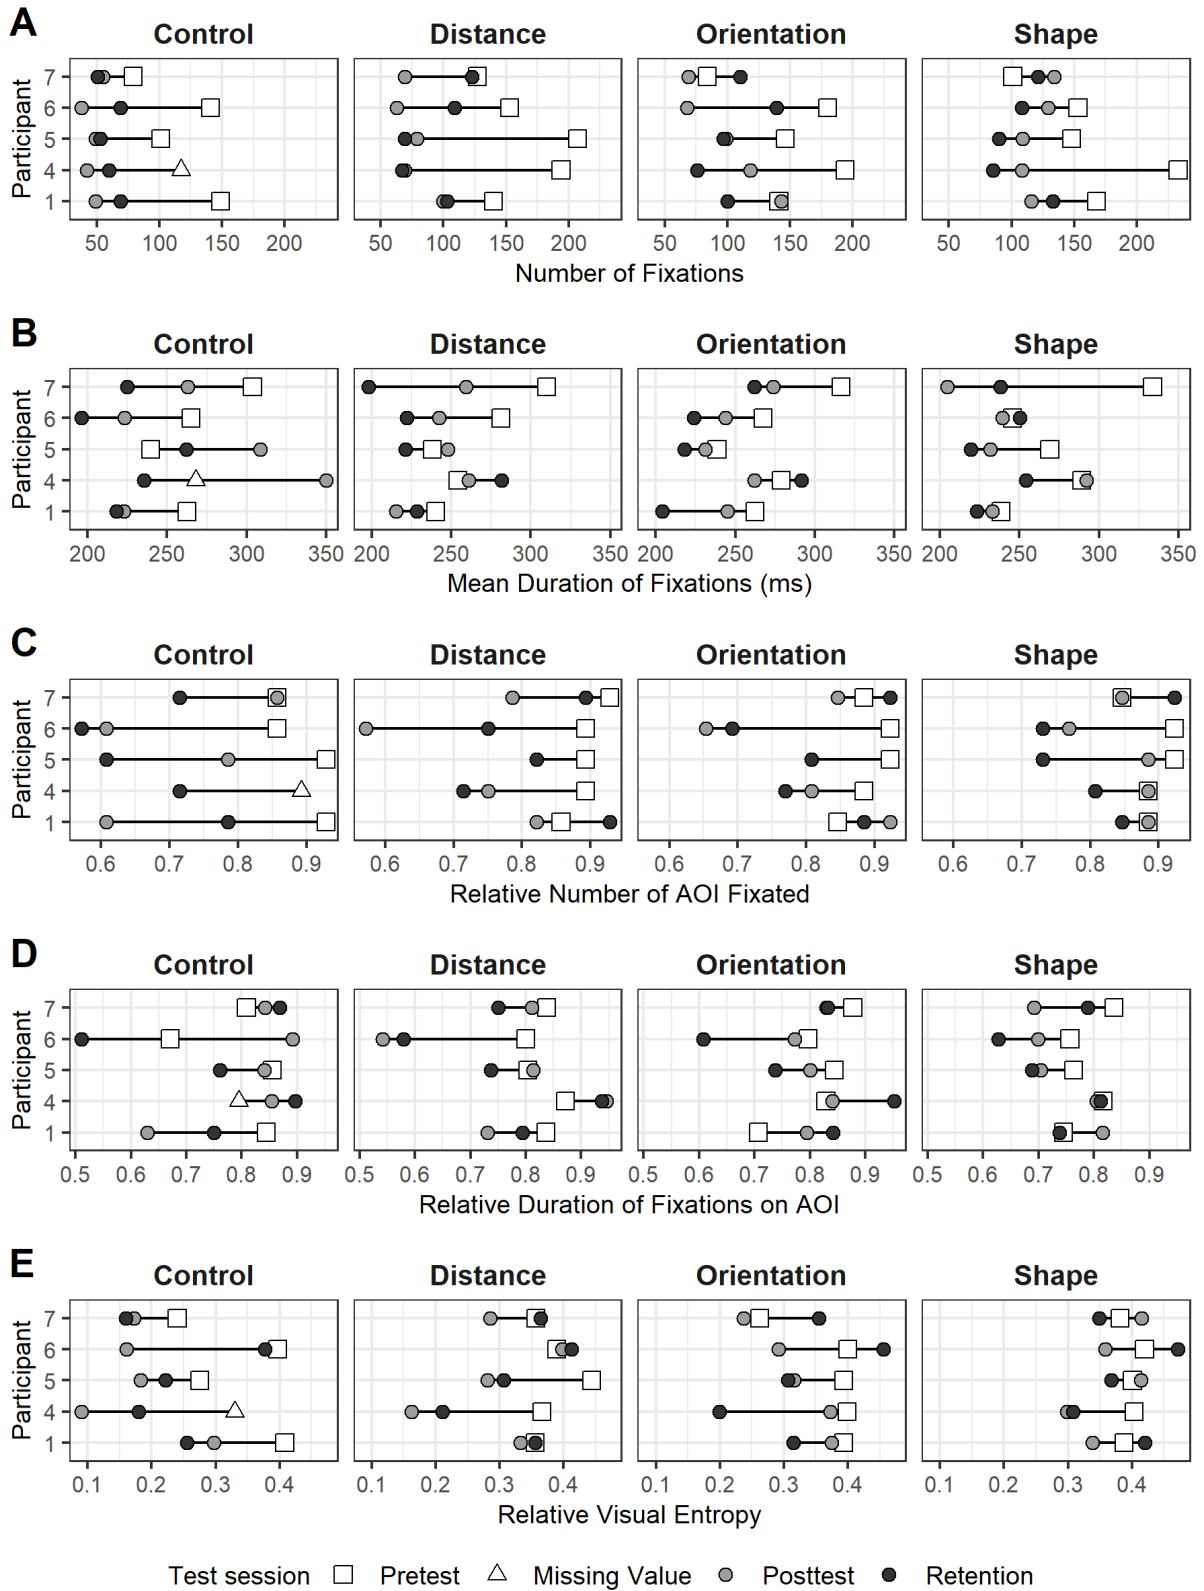 A
Control Distance Orientation Shape
Participant
7
6
5
4
1
50 100 150 200 50 100 150 200 50 100 150 200 50 100 150 200
Number of Fixations
B
Control Distance Orientation Shape
Participant
7
6
5
4
1
200 250 300 350 200 250 300 350 200 250 300 350 200 250 300 350
Mean Duration of Fixations (ms)
C
Control Distance Orientation Shape
Participant
7
6
5
4
1
0.6 0.7 0.8 0.9 0.6 0.7 0.8 0.9 0.6 0.7 0.8 0.9 0.6 0.7 0.8 0.9
Relative Number of AOI Fixated
D
Control Distance Orientation Shape
Participant
7
6
5
4
1
0.5 0.6 0.7 0.8 0.9 0.5 0.6 0.7 0.8 0.9 0.5 0.6 0.7 0.8 0.9 0.5 0.6 0.7 0.8 0.9
Relative Duration of Fixations on AOI
E
Control Distance Orientation Shape
Participant
7
6
5
4
1
0.1 0.2 0.3 0.4 0.1 0.2 0.3 0.4 0.1 0.2 0.3 0.4 0.1 0.2 0.3 0.4
Relative Visual Entropy
Test session Pretest Missing Value Posttest Retention